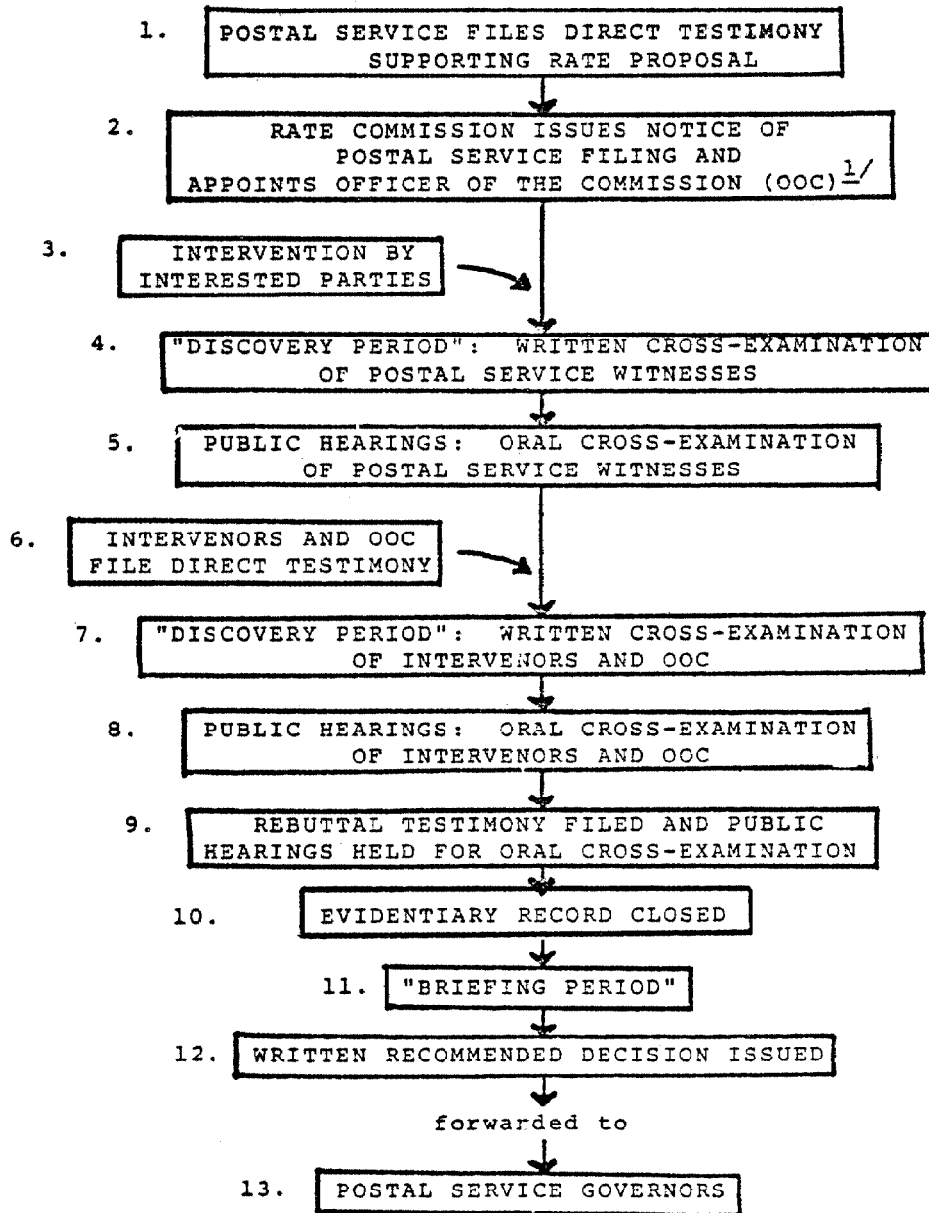 1. POSTAL SERVICE FILES DIRECT TESTIMONY
SUPPORTING RATE PROPOSAL
2. RATE COMMISSION ISSUES NOTICE OF
POSTAL SERVICE FILING AND
APPOINTS OFFICER OF THE COMMISSION (OOC) 1/
3. INTERVENTION BY
INTERESTED PARTIES
4. "DISCOVERY PERIOD": WRITTEN CROSS-EXAMINATION
OF POSTAL SERVICE WITNESSES
5. PUBLIC HEARINGS: ORAL CROSS-EXAMINATION
OF POSTAL SERVICE WITNESSES
6. INTERVENORS AND OOC
FILE DIRECT TESTIMONY
7. "DISCOVERY PERIOD": WRITTEN CROSS-EXAMINATION
OF INTERVENORS AND OOC
8. PUBLIC HEARINGS: ORAL CROSS-EXAMINATION
OF INTERVENORS AND OOC
9. REBUTTAL TESTIMONY FILED AND PUBLIC
HEARINGS HELD FOR ORAL CROSS-EXAMINATION
10. EVIDENTIARY RECORD CLOSED
11. "BRIEFING PERIOD"
12. WRITTEN RECOMMENDED DECISION ISSUED
forwarded to
13. POSTAL SERVICE GOVERNORS